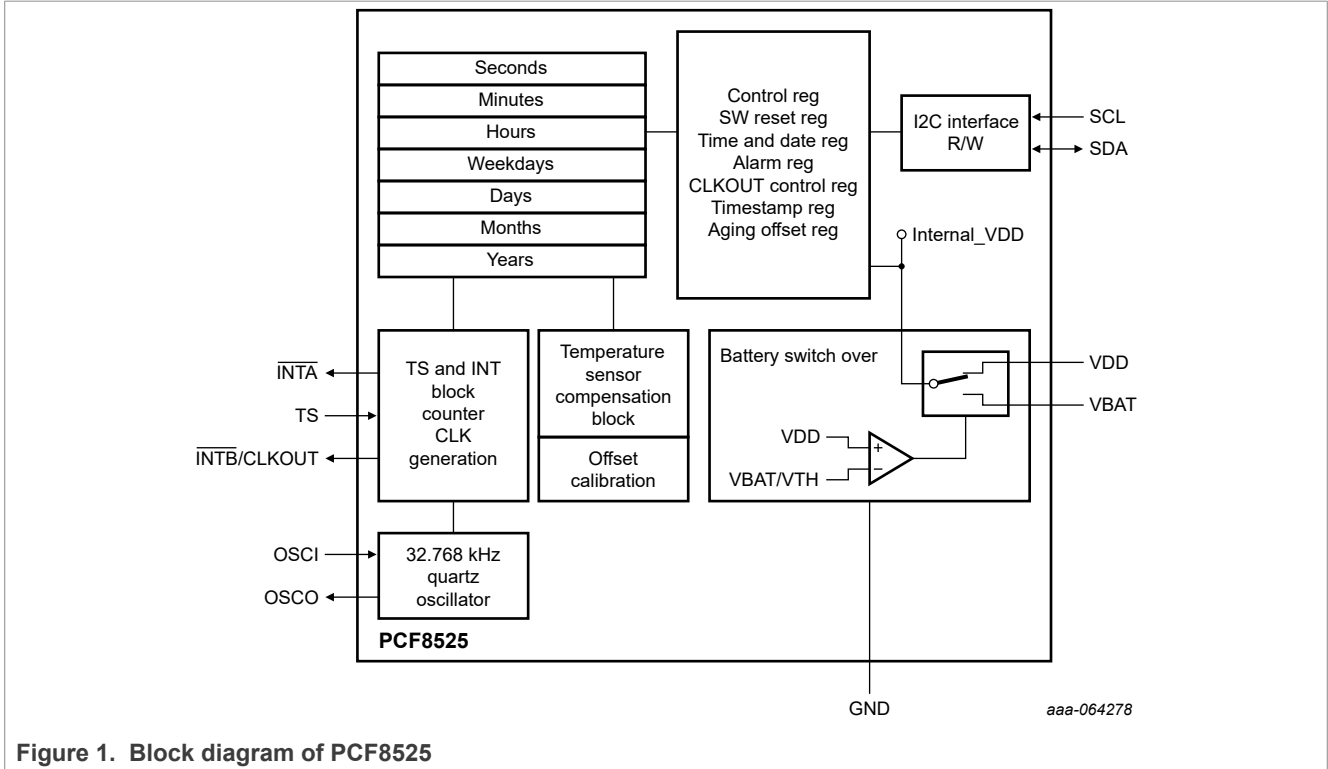 Seconds
Minutes
Hours
Weekdays
Days
Months
Years
Control reg
SW reset reg
Time and date reg
Alarm reg
CLKOUT control reg
Timestamp reg
Aging offset reg
I2C interface
R/W
SCL
SDA
Internal_VDD
INTA
TS
INTB/CLKOUT
TS and INT
block
counter
CLK
generation
Temperature
sensor
compensation
block
Offset
calibration
Battery switch over
VDD
VBAT/VTH
+
−
VDD
VBAT
OSCI
OSCO
32.768 kHz
quartz
oscillator
PCF8525
GND
aaa-064278
Figure 1. Block diagram of PCF8525